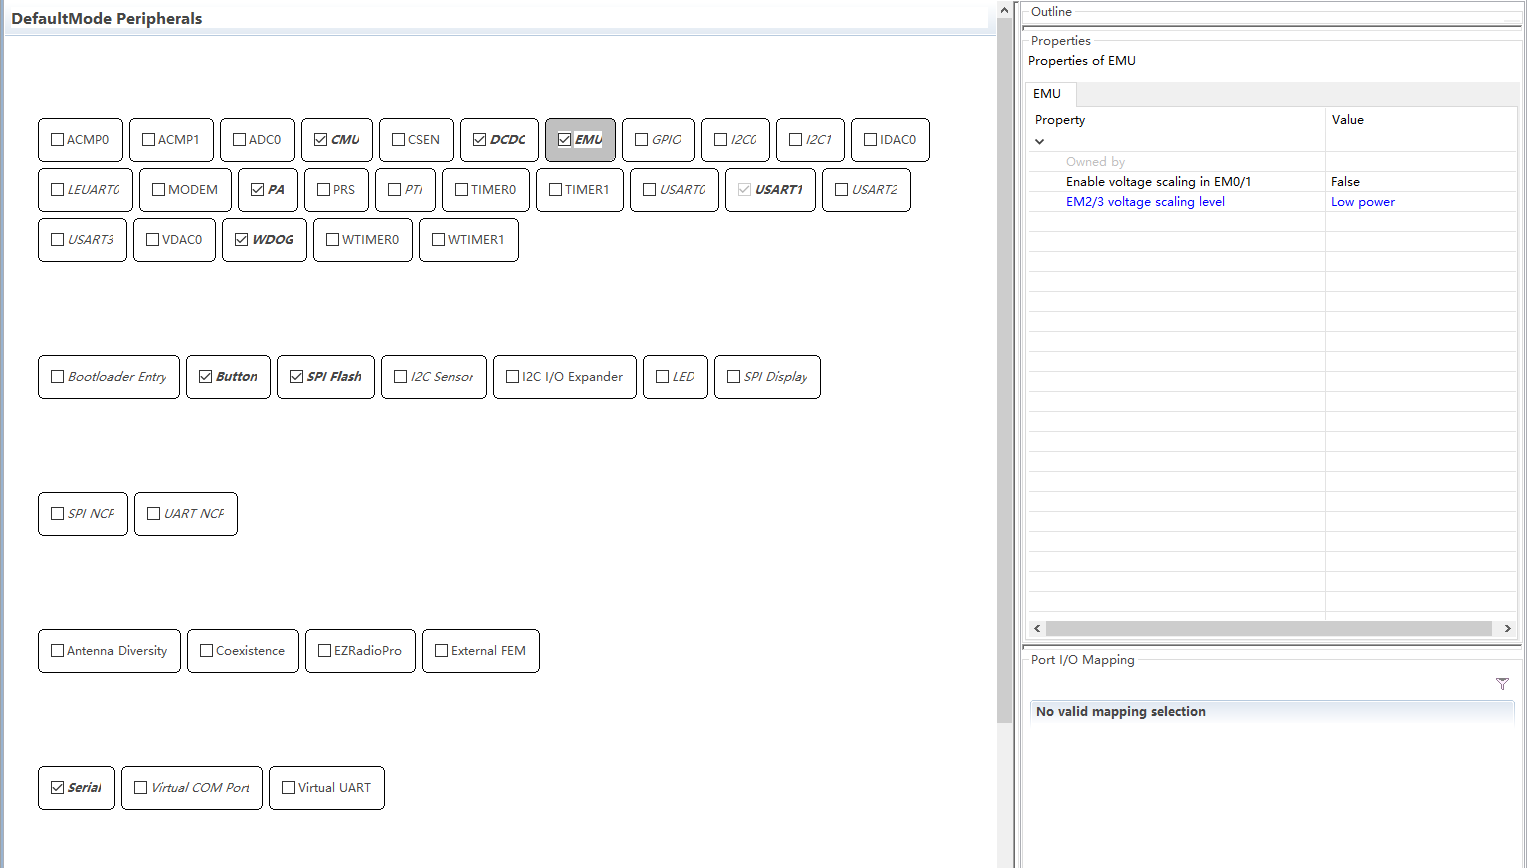 DefaultMode Peripherals
ACMP0 ACMP1 ADC0 CMU CSEN DCDC EMU GPIO I2C0 I2C1 IDAC0
LEUART0 MODEM PA PRS PTI TIMER0 TIMER1 USART0 USART1 USART2
USART3 VDAC0 WDOG WTIMER0 WTIMER1
Bootloader Entry Button SPI Flash I2C Sensor I2C I/O Expander LED SPI Display
SPI NCP UART NCP
Antenna Diversity Coexistence EZRadioPro External FEM
Serial Virtual COM Port Virtual UART
Outline
Properties
Properties of EMU
EMU
Property Value
Owned by
Enable voltage scaling in EM0/1 False
EM2/3 voltage scaling level Low power
Port I/O Mapping
No valid mapping selection